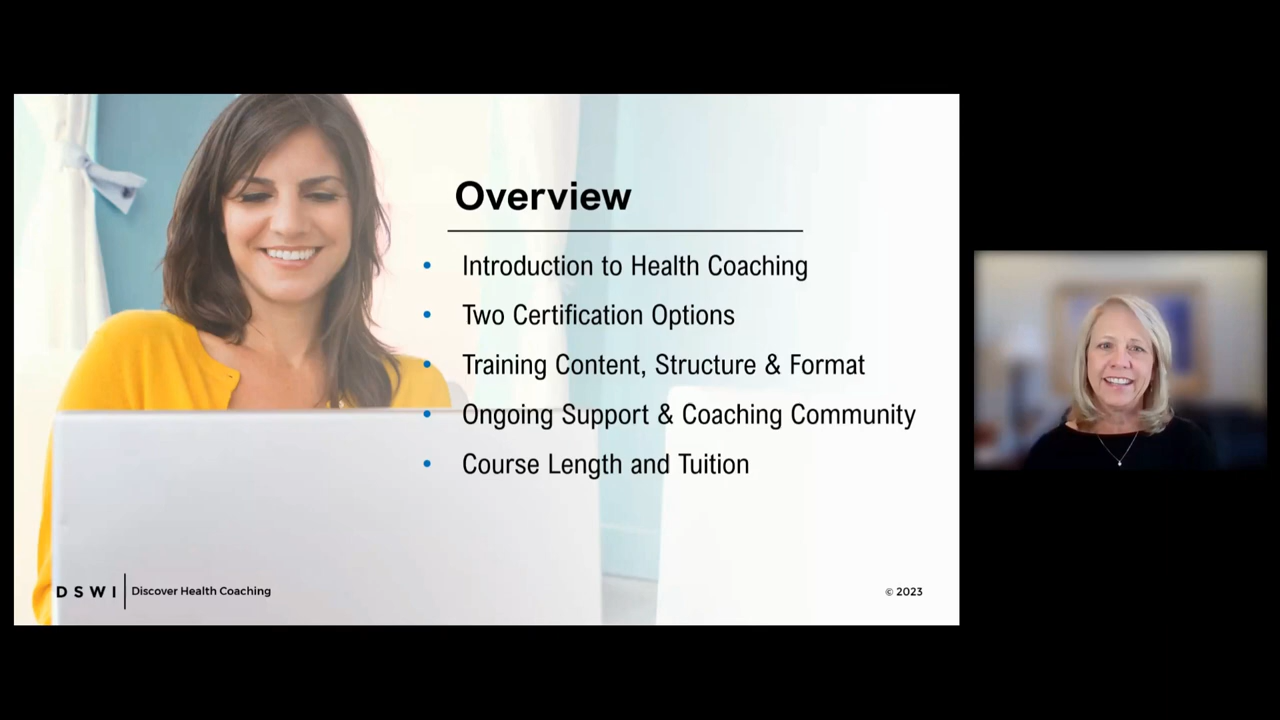 Overview
• Introduction to Health Coaching
• Two Certification Options
• Training Content, Structure & Format
• Ongoing Support & Coaching Community
• Course Length and Tuition
DSWI | Discover Health Coaching
© 2023